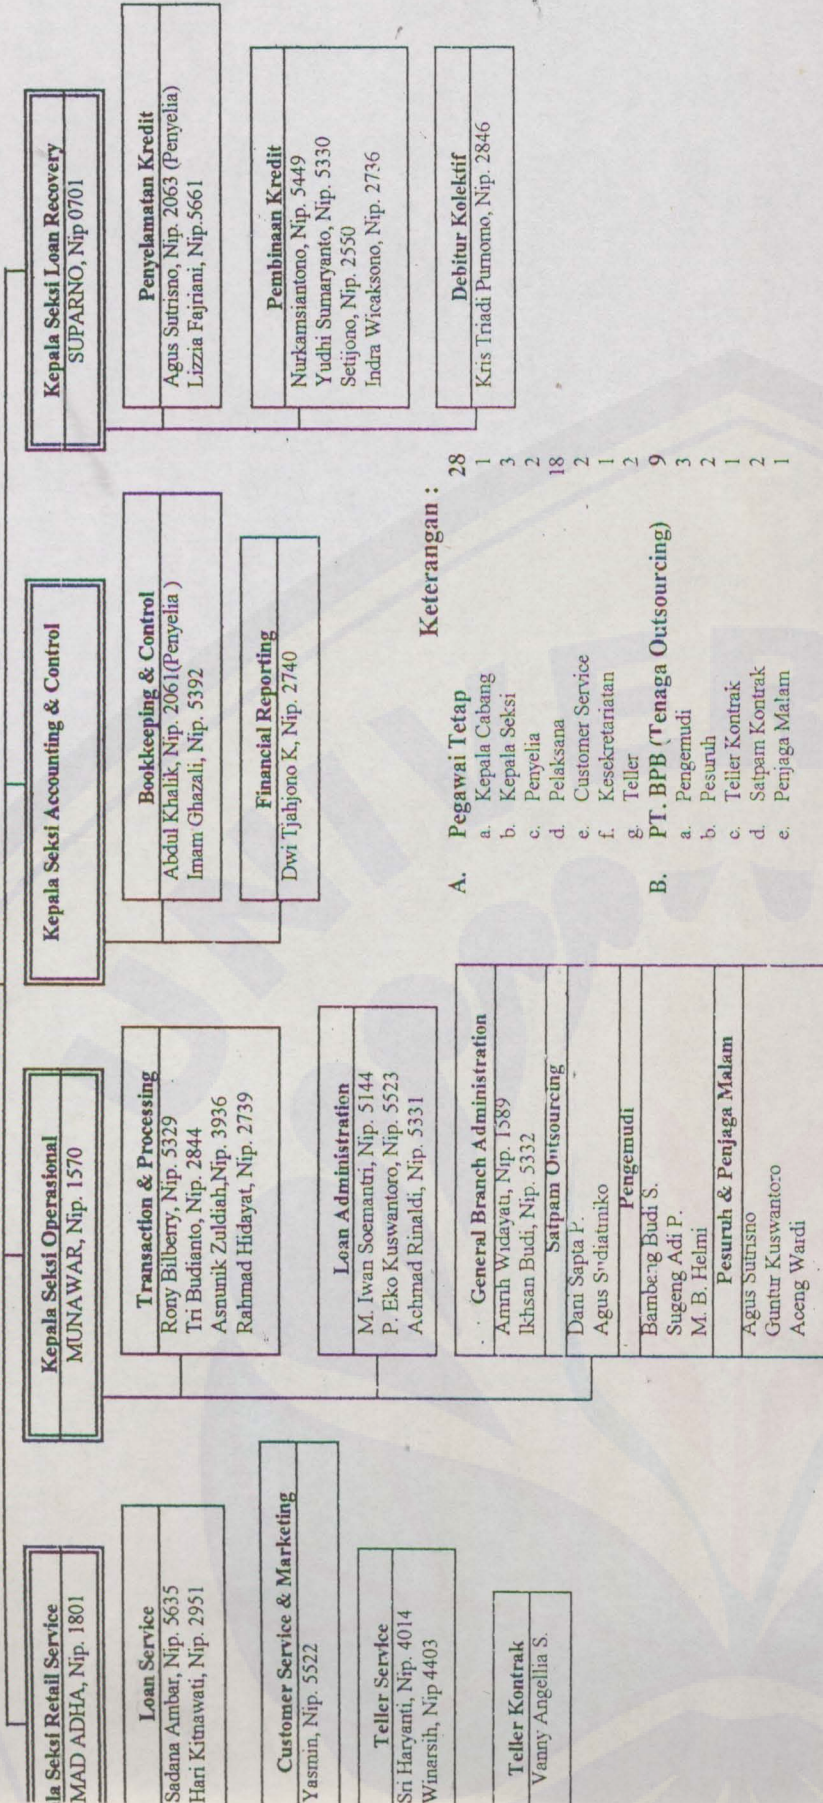 la Seksi Retail Service
MAD ADHA, Nip. 1801
Loan Service
Sadana Ambar, Nip. 5635
Hari Kitnawati, Nip. 2951
Customer Service & Marketing
Yasmin, Nip. 5522
Teller Service
Sri Haryanti, Nip. 4014
Winarsih, Nip 4403
Teller Kontrak
Vanny Angellia S.
Kepala Seksi Operasional
MUNAWAR, Nip. 1570
Transaction & Processing
Rony Bilberry, Nip. 5329
Tri Budianto, Nip. 2844
Asnunik Zuldiah,Nip. 3936
Rahmad Hidayat, Nip. 2739
Loan Administration
M. Iwan Soemantri, Nip. 5144
P. Eko Kuswantoro, Nip. 5523
Achmad Rinaldi, Nip. 5331
General Branch Administration
Amrih Widayati, Nip. 1589
Ikhsan Budi, Nip. 5332
Satpam Outsourcing
Dani Sapta P.
Agus
Pengemudi
Bambang Budi S.
Sugeng Adi P.
M. B. Helmi
Pesuruh & Penjaga Malam
Agus Sutrisno
Guntur Kuswantoro
Aceng Wardi
Kepala Seksi Accounting & Control
Bookkeeping & Control
Abdul Khalik, Nip. 2061(Penyelia )
Imam Ghazali, Nip. 5392
Financial Reporting
Dwi Tjahjono K, Nip. 2740
Kepala Seksi Loan Recovery
SUPARNO, Nip 0701
Penyelamatan Kredit
Agus Sutrisno, Nip. 2063 (Penyelia)
Lizzia Fajriani, Nip.5661
Pembinaan Kredit
Nurkamsiantono, Nip. 5449
Yudhi Sumaryanto, Nip. 5330
Setijono, Nip. 2550
Indra Wicaksono, Nip. 2736
Debitur Kolektif
Kris Triadi Purnomo, Nip. 2846
Keterangan :
A. Pegawai Tetap 28
a. Kepala Cabang 1
b. Kepala Seksi 3
c. Penyelia 2
d. Pelaksana 18
e. Customer Service 2
f. Kesekretariatan 1
g. Teller 2
B. PT. BPB (Tenaga Outsourcing) 9
a. Pengemudi 3
b. Pesuruh 2
c. Teller Kontrak 1
d. Satpam Kontrak 2
e. Penjaga Malam 1